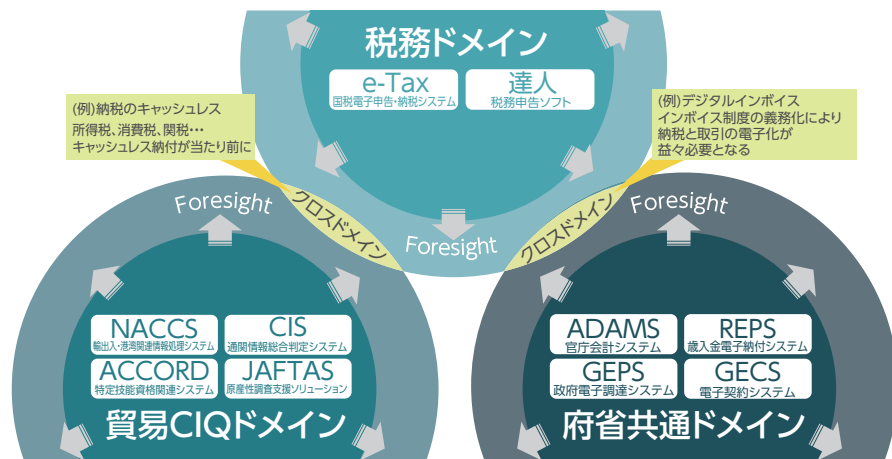 税務ドメイン
e-Tax
国税電子申告・納税システム
達人
税務申告ソフト
(例)納税のキャッシュレス
所得税、消費税、関税…
キャッシュレス納付が当たり前に
(例)デジタルインボイス
インボイス制度の義務化により
納税と取引の電子化が
益々必要となる
Foresight
クロスドメイン
Foresight
クロスドメイン
Foresight
NACCS
輸出入・港湾関連情報処理システム
CIS
通関情報総合判定システム
ACCORD
特定技能資格関連システム
JAFTAS
原産性調査支援ソリューション
貿易CIQドメイン
ADAMS
官庁会計システム
REPS
歳入金電子納付システム
GEPS
政府電子調達システム
GECS
電子契約システム
府省共通ドメイン